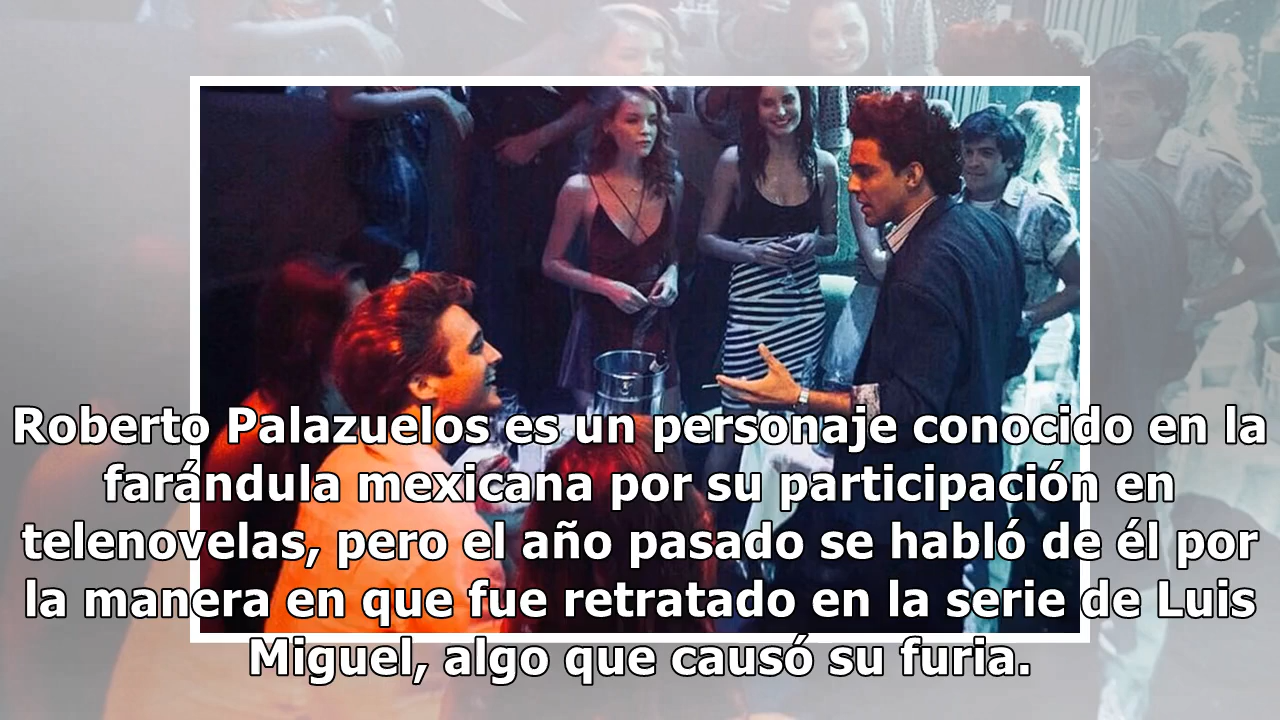 Roberto Palazuelos es un personaje conocido en la
farándula mexicana por su participación en
telenovelas, pero el año pasado se habló de él por
la manera en que fue retratado en la serie de Luis
Miguel, algo que causó su furia.